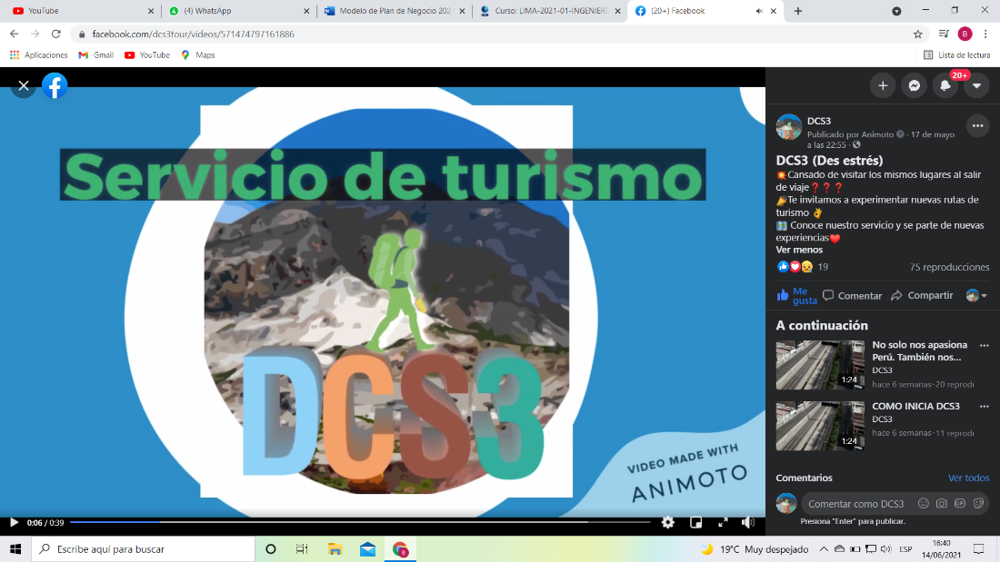 YouTube
(4) WhatsApp
Modelo de Plan de Negocio 2021
Curso: LIMA-2021-01-INGENIERÍ
(20+) Facebook
facebook.com/dcs3tour/videos/571474797161886
B
Aplicaciones
Gmail
YouTube
Maps
Lista de lectura
Servicio de turismo
DCS3
VIDEO MADE WITH
ANIMOTO
0:06 / 0:39
20+
DCS3
Publicado por Animoto · 17 de mayo
a las 22:55 ·
DCS3 (Des estrés)
💥Cansado de visitar los mismos lugares al salir
de viaje❓❓❓
🎉Te invitamos a experimentar nuevas rutas de
turismo 👌
🗺️ Conoce nuestro servicio y se parte de nuevas
experiencias❤️
Ver menos
19
75 reproducciones
Me
gusta
Comentar
Compartir
A continuación
1:24
No solo nos apasiona
Perú. También nos...
DCS3
hace 6 semanas · 20 reprodu
1:24
COMO INICIA DCS3
DCS3
hace 6 semanas · 11 reprodu
Comentarios
Ver todos
Comentar como DCS3
GIF
Presiona "Enter" para publicar.
Escribe aquí para buscar
B
19°C Muy despejado
ESP
16:40
14/06/2021